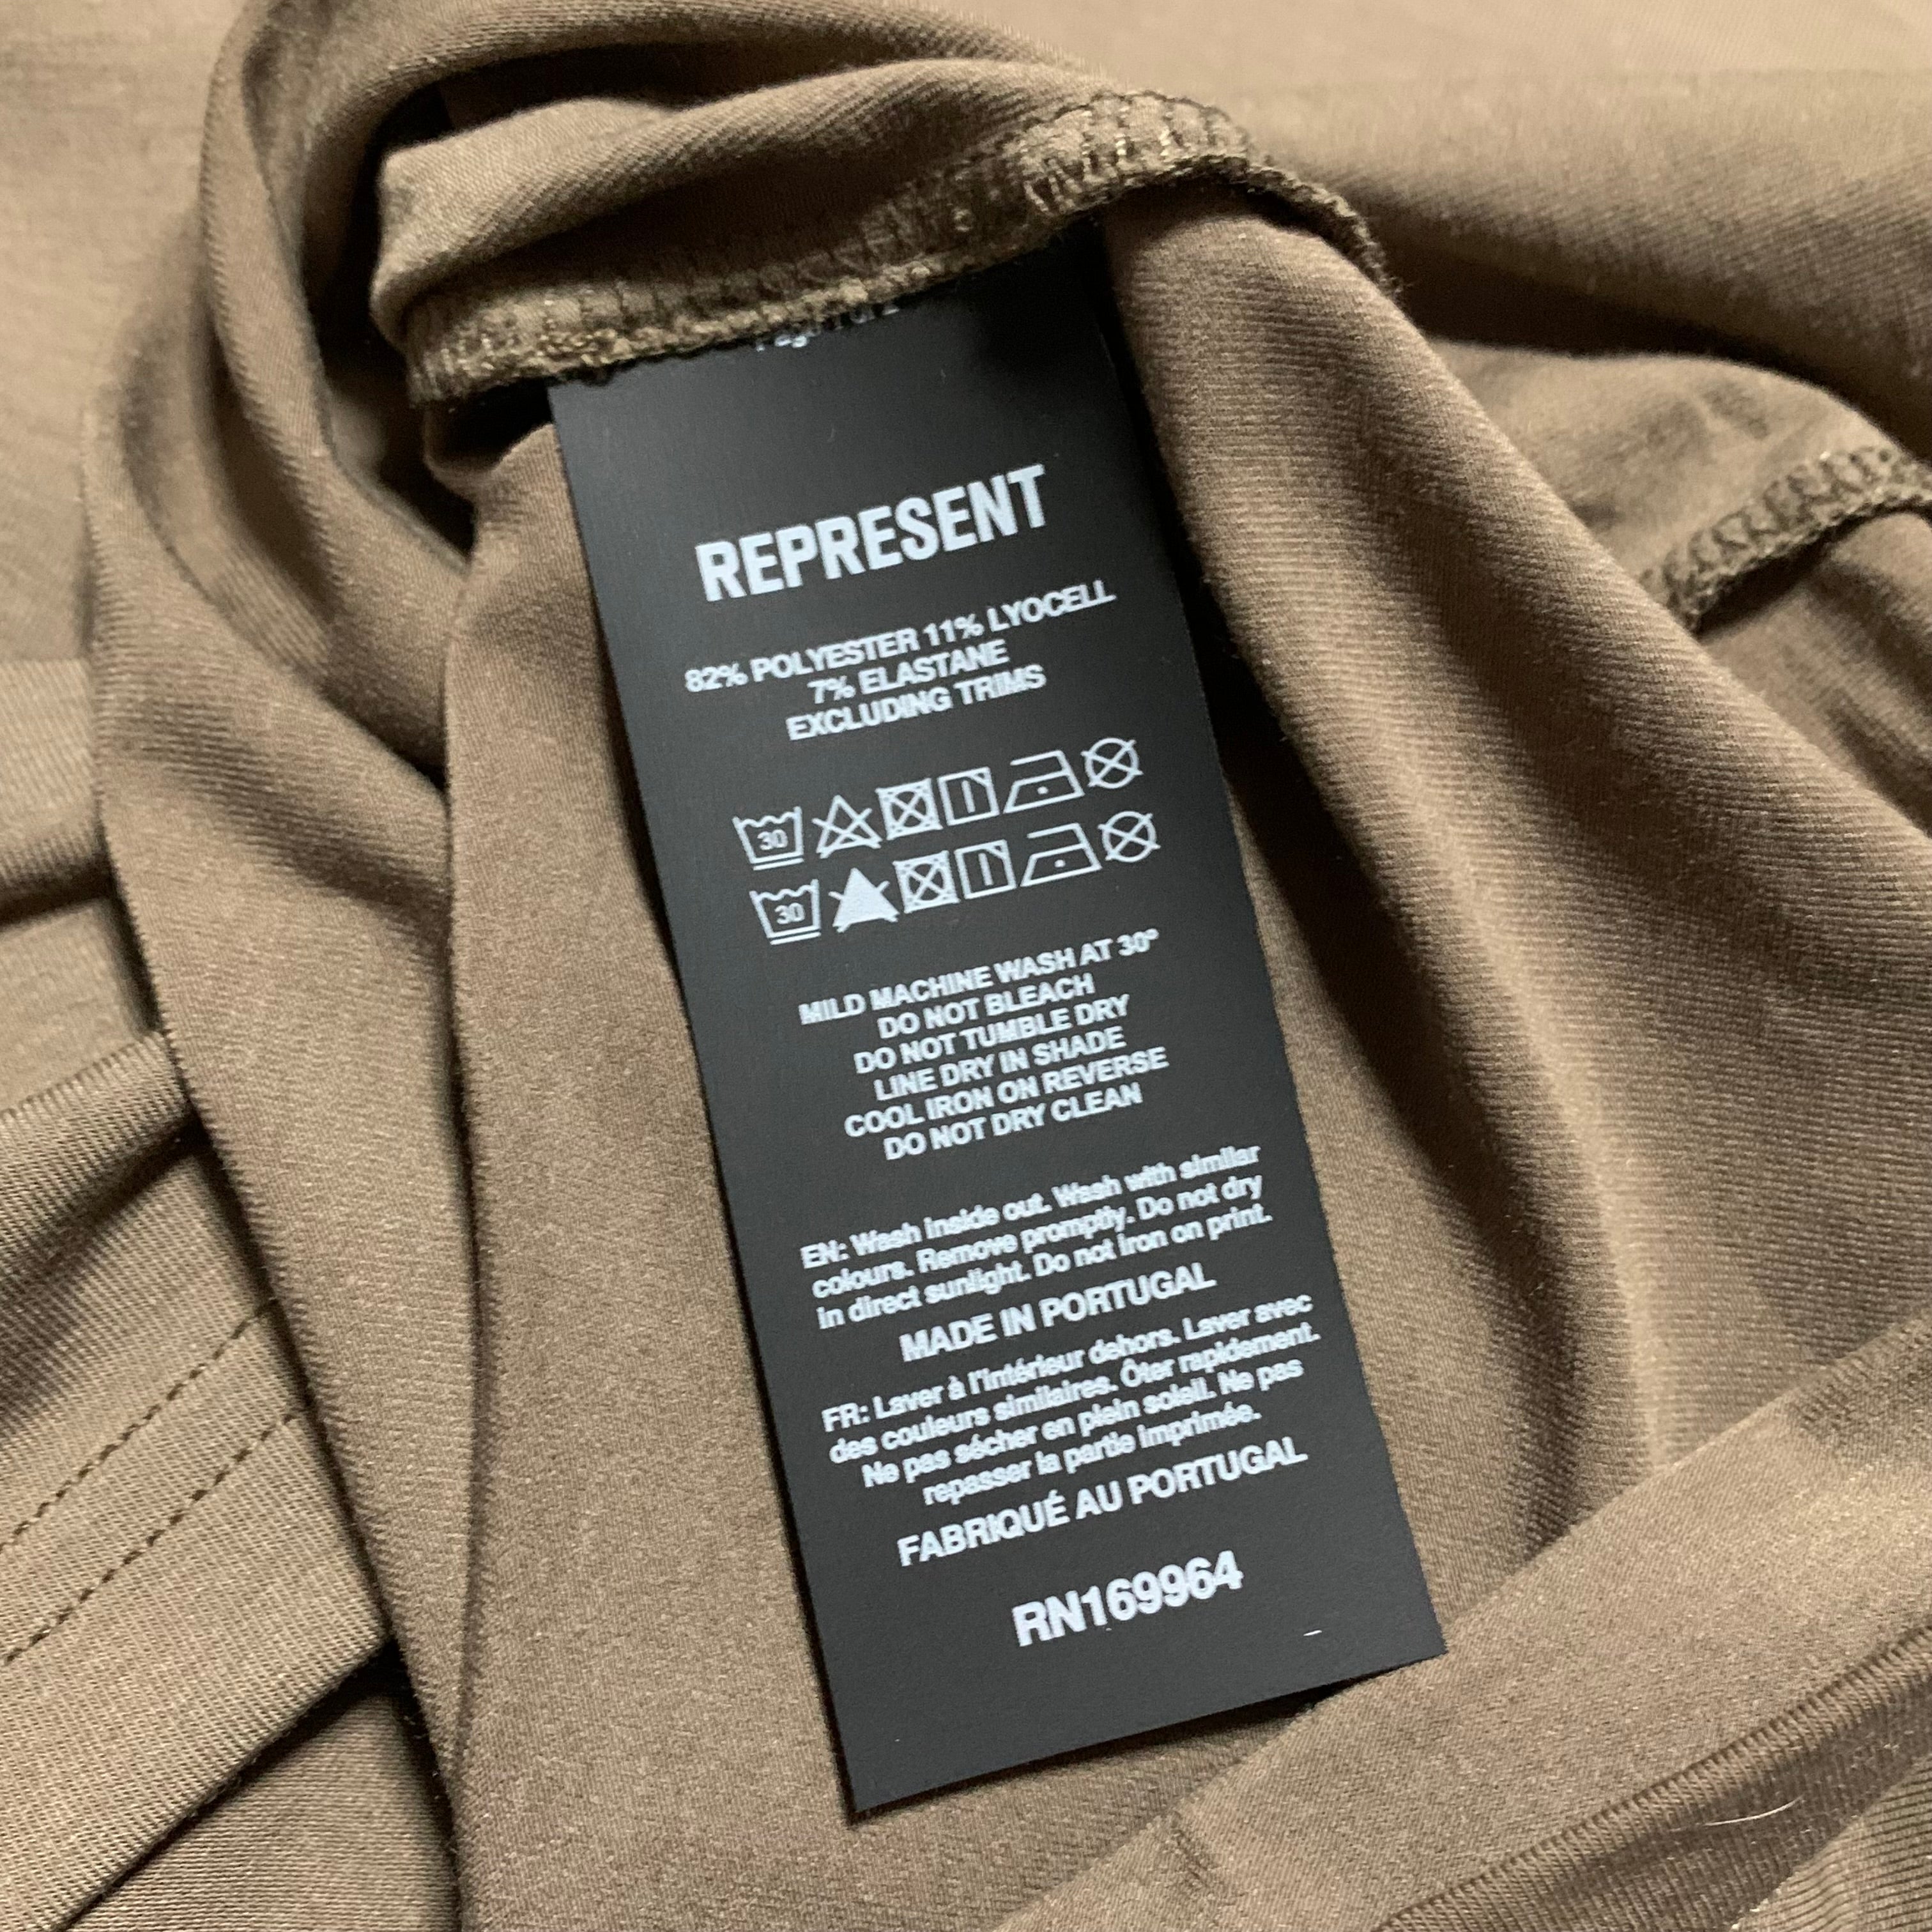 REPRESENT
82% POLYESTER 11% LYOCELL
7% ELASTANE
EXCLUDING TRIMS
30
30
MILD MACHINE WASH AT 30º
DO NOT BLEACH
DO NOT TUMBLE DRY
LINE DRY IN SHADE
COOL IRON ON REVERSE
DO NOT DRY CLEAN
EN: Wash inside out. Wash with similar
colours. Remove promptly. Do not dry
in direct sunlight. Do not iron on print.
MADE IN PORTUGAL
FR: Laver à l'intérieur dehors. Laver avec
des couleurs similaires. Ôter rapidement.
Ne pas sécher en plein soleil. Ne pas
repasser la partie imprimée.
FABRIQUÉ AU PORTUGAL
RN169964